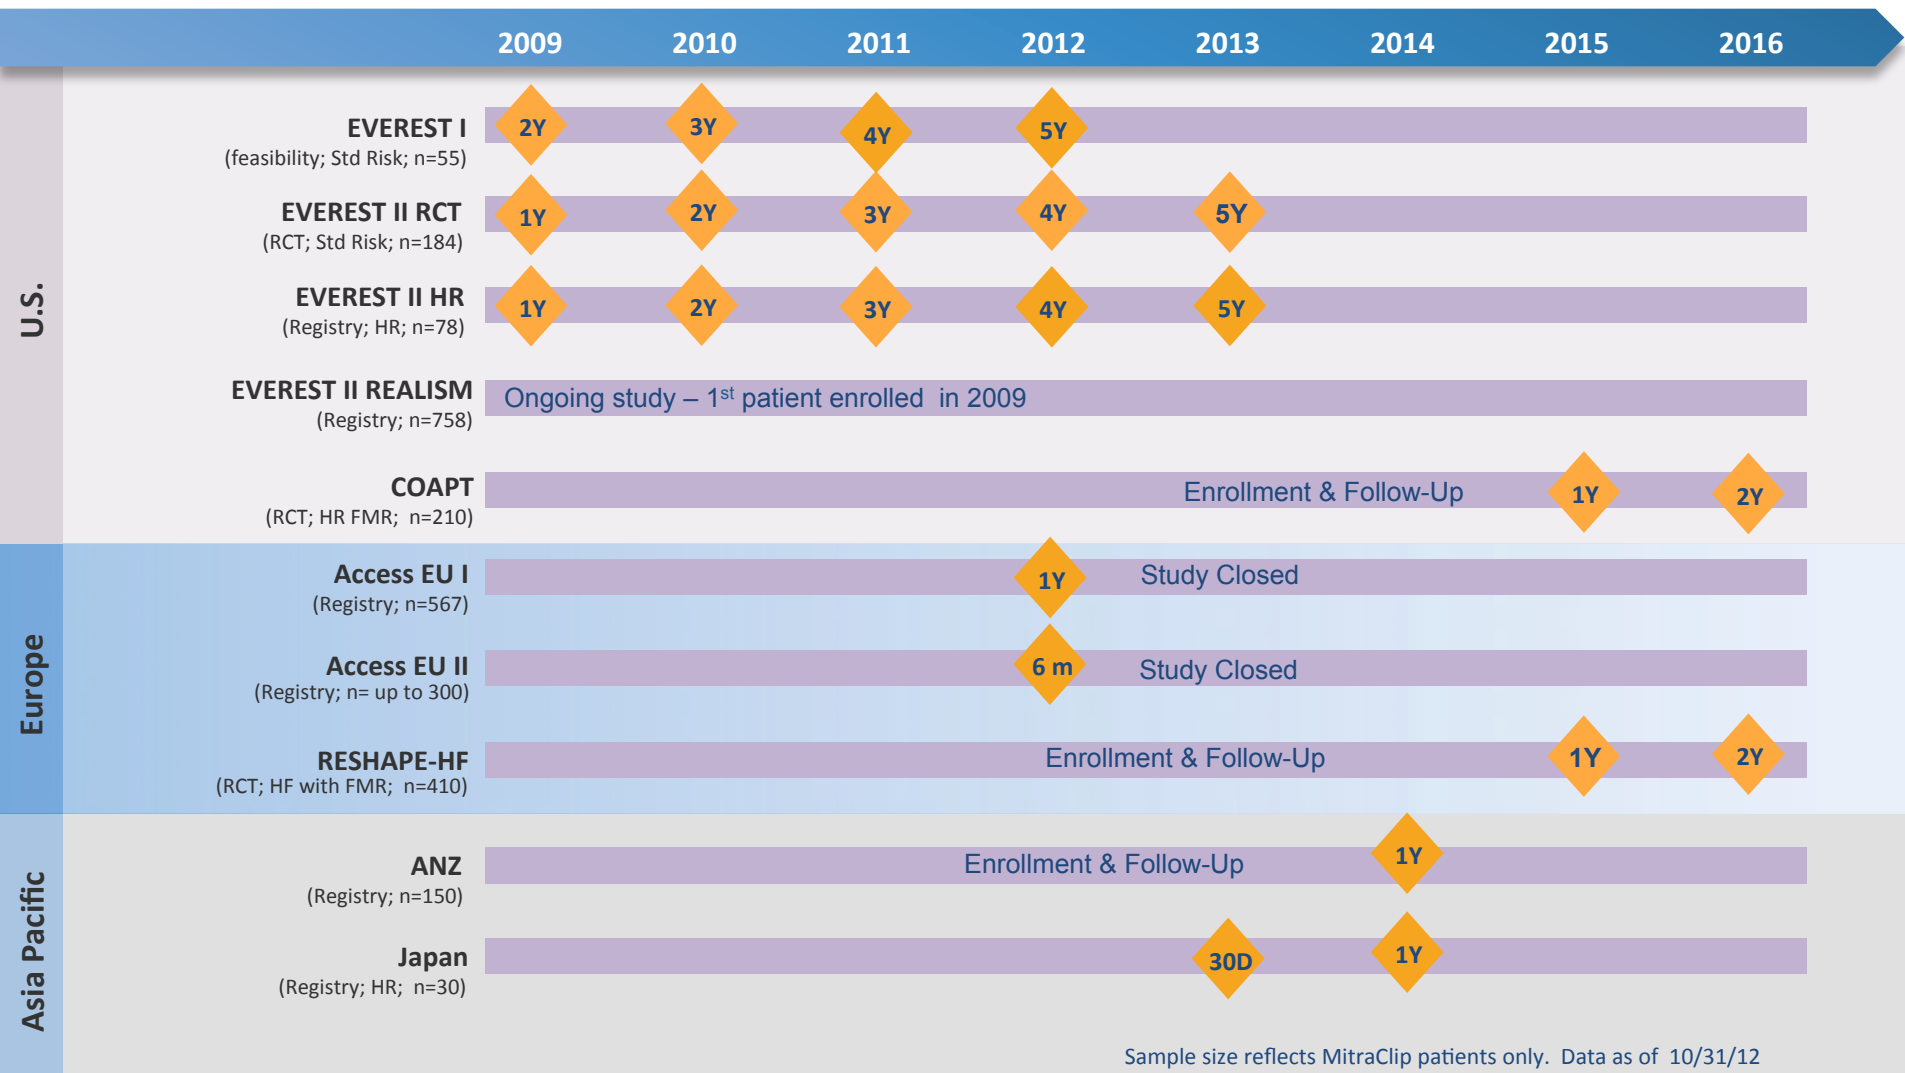 2009 2010 2011 2012 2013 2014 2015 2016
U.S.
EVEREST I
(feasibility; Std Risk; n=55)
2Y 3Y 4Y 5Y
EVEREST II RCT
(RCT; Std Risk; n=184)
1Y 2Y 3Y 4Y 5Y
EVEREST II HR
(Registry; HR; n=78)
1Y 2Y 3Y 4Y 5Y
EVEREST II REALISM
(Registry; n=758)
Ongoing study – 1st patient enrolled in 2009
COAPT
(RCT; HR FMR; n=210)
Enrollment & Follow-Up 1Y 2Y
Europe
Access EU I
(Registry; n=567)
1Y Study Closed
Access EU II
(Registry; n= up to 300)
6 m Study Closed
RESHAPE-HF
(RCT; HF with FMR; n=410)
Enrollment & Follow-Up 1Y 2Y
Asia Pacific
ANZ
(Registry; n=150)
Enrollment & Follow-Up 1Y
Japan
(Registry; HR; n=30)
30D 1Y
Sample size reflects MitraClip patients only. Data as of 10/31/12